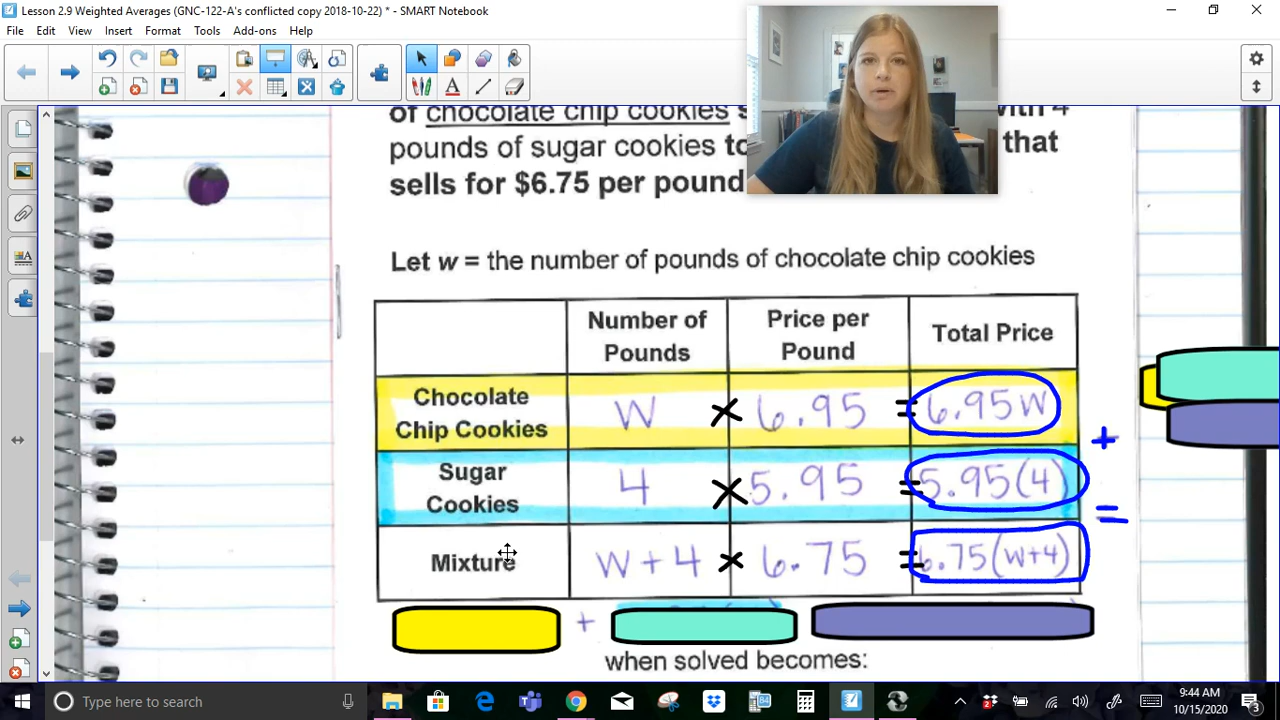 Lesson 2.9 Weighted Averages (GNC-122-A's conflicted copy 2018-10-22) * - SMART Notebook
File Edit View Insert Format Tools Add-ons Help
of chocolate chip cookies
with 4
pounds of sugar cookies
that
sells for $6.75 per pound
Let w = the number of pounds of chocolate chip cookies
Number of Pounds
Price per Pound
Total Price
Chocolate Chip Cookies
W × 6.95 = 6.95W
+
Sugar Cookies
4 × 5.95 = 5.95(4)
=
Mixture
W+4 × 6.75 = 6.75(W+4)
+
when solved becomes:
Type here to search
9:44 AM
10/15/2020
3